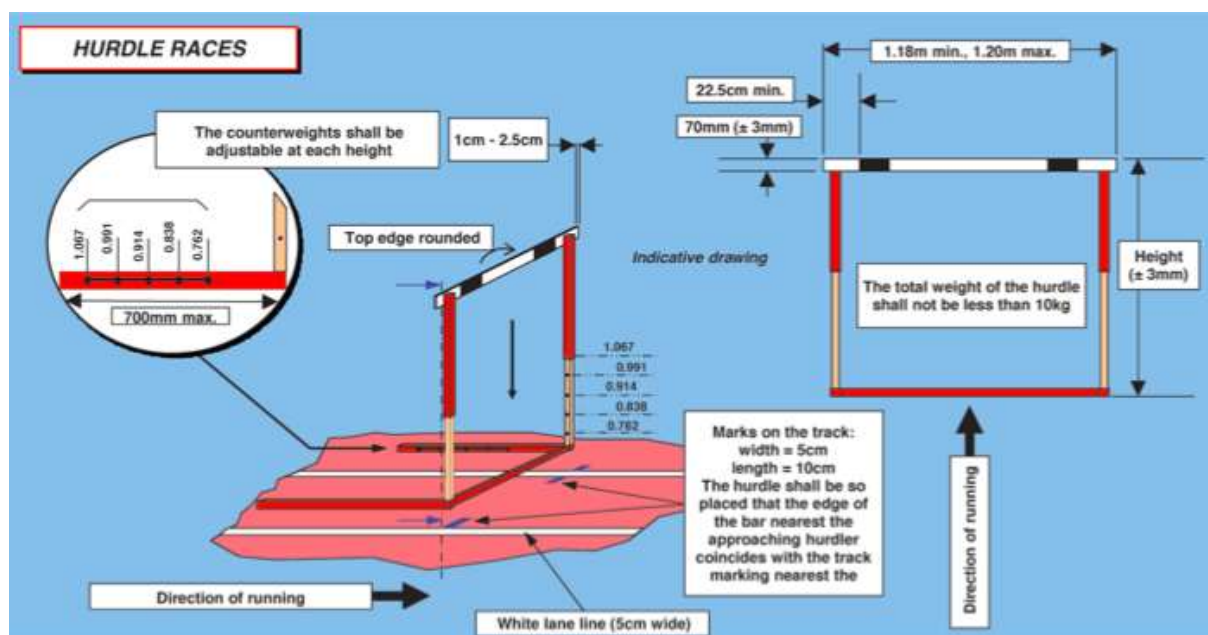 HURDLE RACES
The counterweights shall be
adjustable at each height
1.067
0.991
0.914
0.838
0.762
700mm max.
1cm - 2.5cm
Top edge rounded
Indicative drawing
1.067
0.991
0.914
0.838
0.762
1.18m min., 1.20m max.
22.5cm min.
70mm (± 3mm)
Height
(± 3mm)
The total weight of the hurdle
shall not be less than 10kg
Marks on the track:
width = 5cm
length = 10cm
The hurdle shall be so
placed that the edge of
the bar nearest the
approaching hurdler
coincides with the track
marking nearest the
Direction of running
Direction of running
White lane line (5cm wide)